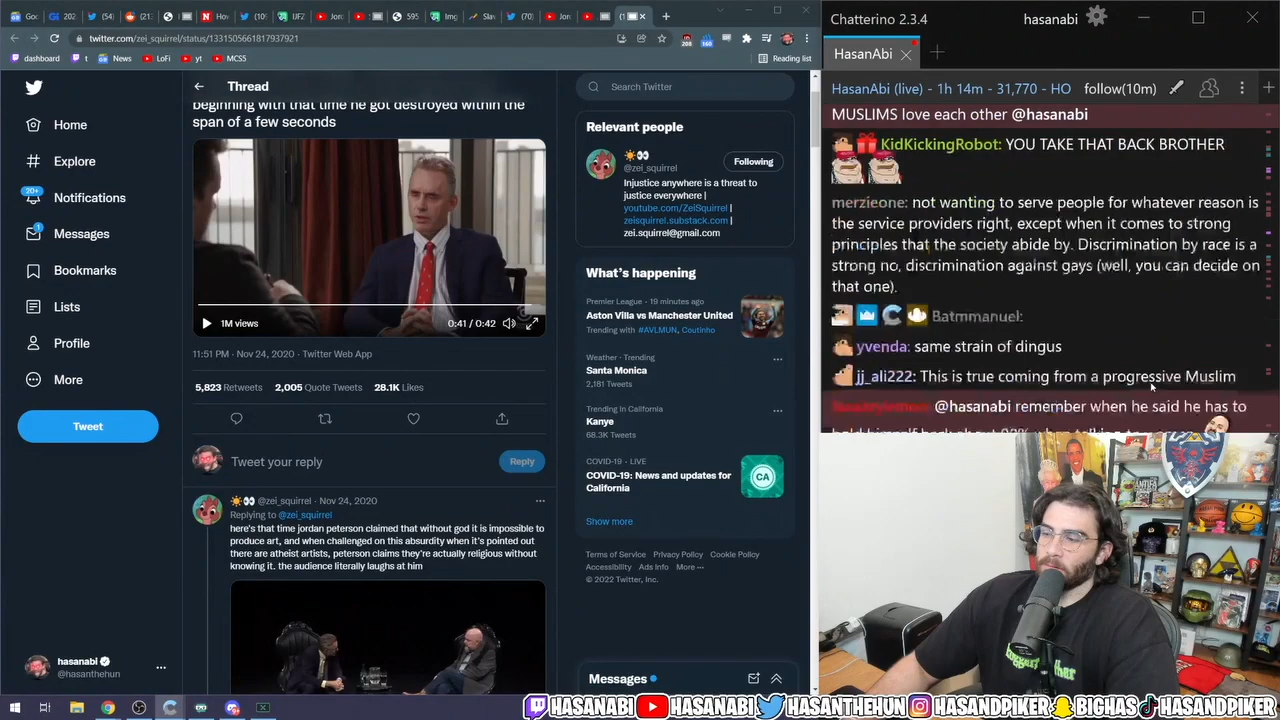 twitter.com/zei_squirrel/status/1331505661817937921
dashboard
t
News
LoFi
yt
MCS5
Reading list
Home
Explore
20+
Notifications
Messages
Bookmarks
Lists
Profile
More
Tweet
hasanabi
@hasanthehun
Thread
beginning with that time he got destroyed within the
span of a few seconds
1M views
0:41 / 0:42
11:51 PM · Nov 24, 2020 · Twitter Web App
5,823 Retweets 2,005 Quote Tweets 28.1K Likes
Tweet your reply
Reply
@zei_squirrel · Nov 24, 2020
Replying to @zei_squirrel
here's that time jordan peterson claimed that without god it is impossible to
produce art, and when challenged on this absurdity when it's pointed out
there are atheist artists, peterson claims they're actually religious without
knowing it. the audience literally laughs at him
Search Twitter
Relevant people
@zei_squirrel
Following
Injustice anywhere is a threat to
justice everywhere |
youtube.com/ZeiSquirrel |
zeisquirrel.substack.com |
zei.squirrel@gmail.com
What's happening
Premier League · 19 minutes ago
Aston Villa vs Manchester United
Trending with #AVLMUN, Coutinho
Weather · Trending
Santa Monica
2,181 Tweets
Trending in California
Kanye
68.3K Tweets
COVID-19 · LIVE
COVID-19: News and updates for
California
Show more
Terms of Service Privacy Policy Cookie Policy
Accessibility Ads Info More ···
© 2022 Twitter, Inc.
Messages
Chatterino 2.3.4
hasanabi
HasanAbi
HasanAbi (live) - 1h 14m - 31,770 - HO
follow(10m)
MUSLIMS love each other @hasanabi
KidKickingRobot: YOU TAKE THAT BACK BROTHER
merzieone: not wanting to serve people for whatever reason is
the service providers right, except when it comes to strong
principles that the society abide by. Discrimination by race is a
strong no, discrimination against gays (well, you can decide on
that one).
Batmmanuel:
yvenda: same strain of dingus
jj_ali222: This is true coming from a progressive Muslim
@hasanabi remember when he said he has to
HASANABI
HASANABI
HASANTHEHUN
HASANDPIKER
BIGHAS
HASANDPIKER